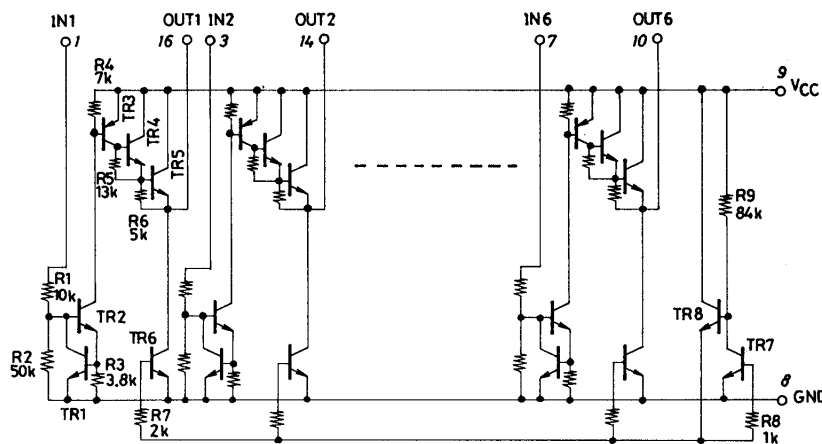 IN1 OUT1 IN2 OUT2 IN6 OUT6
1 16 3 14 7 10
9
VCC
R4
7k
TR3
TR4
TR5
R5
13k
R6
5k
R9
84k
R1
10k
TR2
TR8
TR6
TR7
R2
50k
R3
3.8k
TR1
8
GND
R7
2k
R8
1k